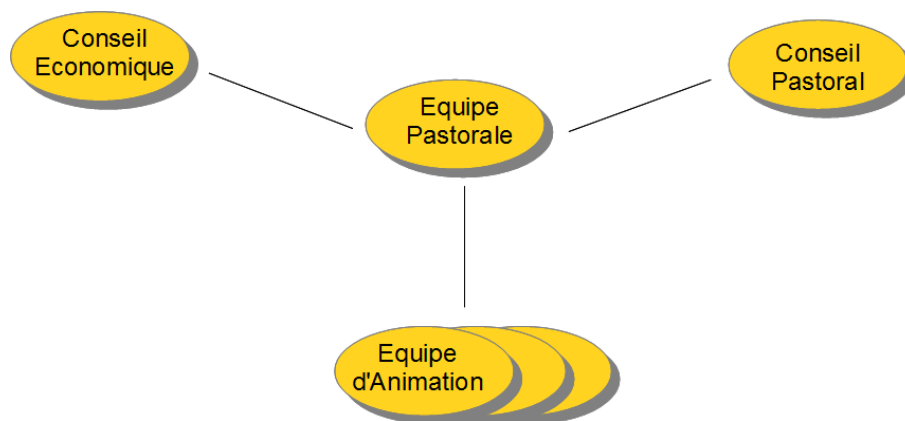 Conseil
Economique
Equipe
Pastorale
Conseil
Pastoral
Equipe
d'Animation